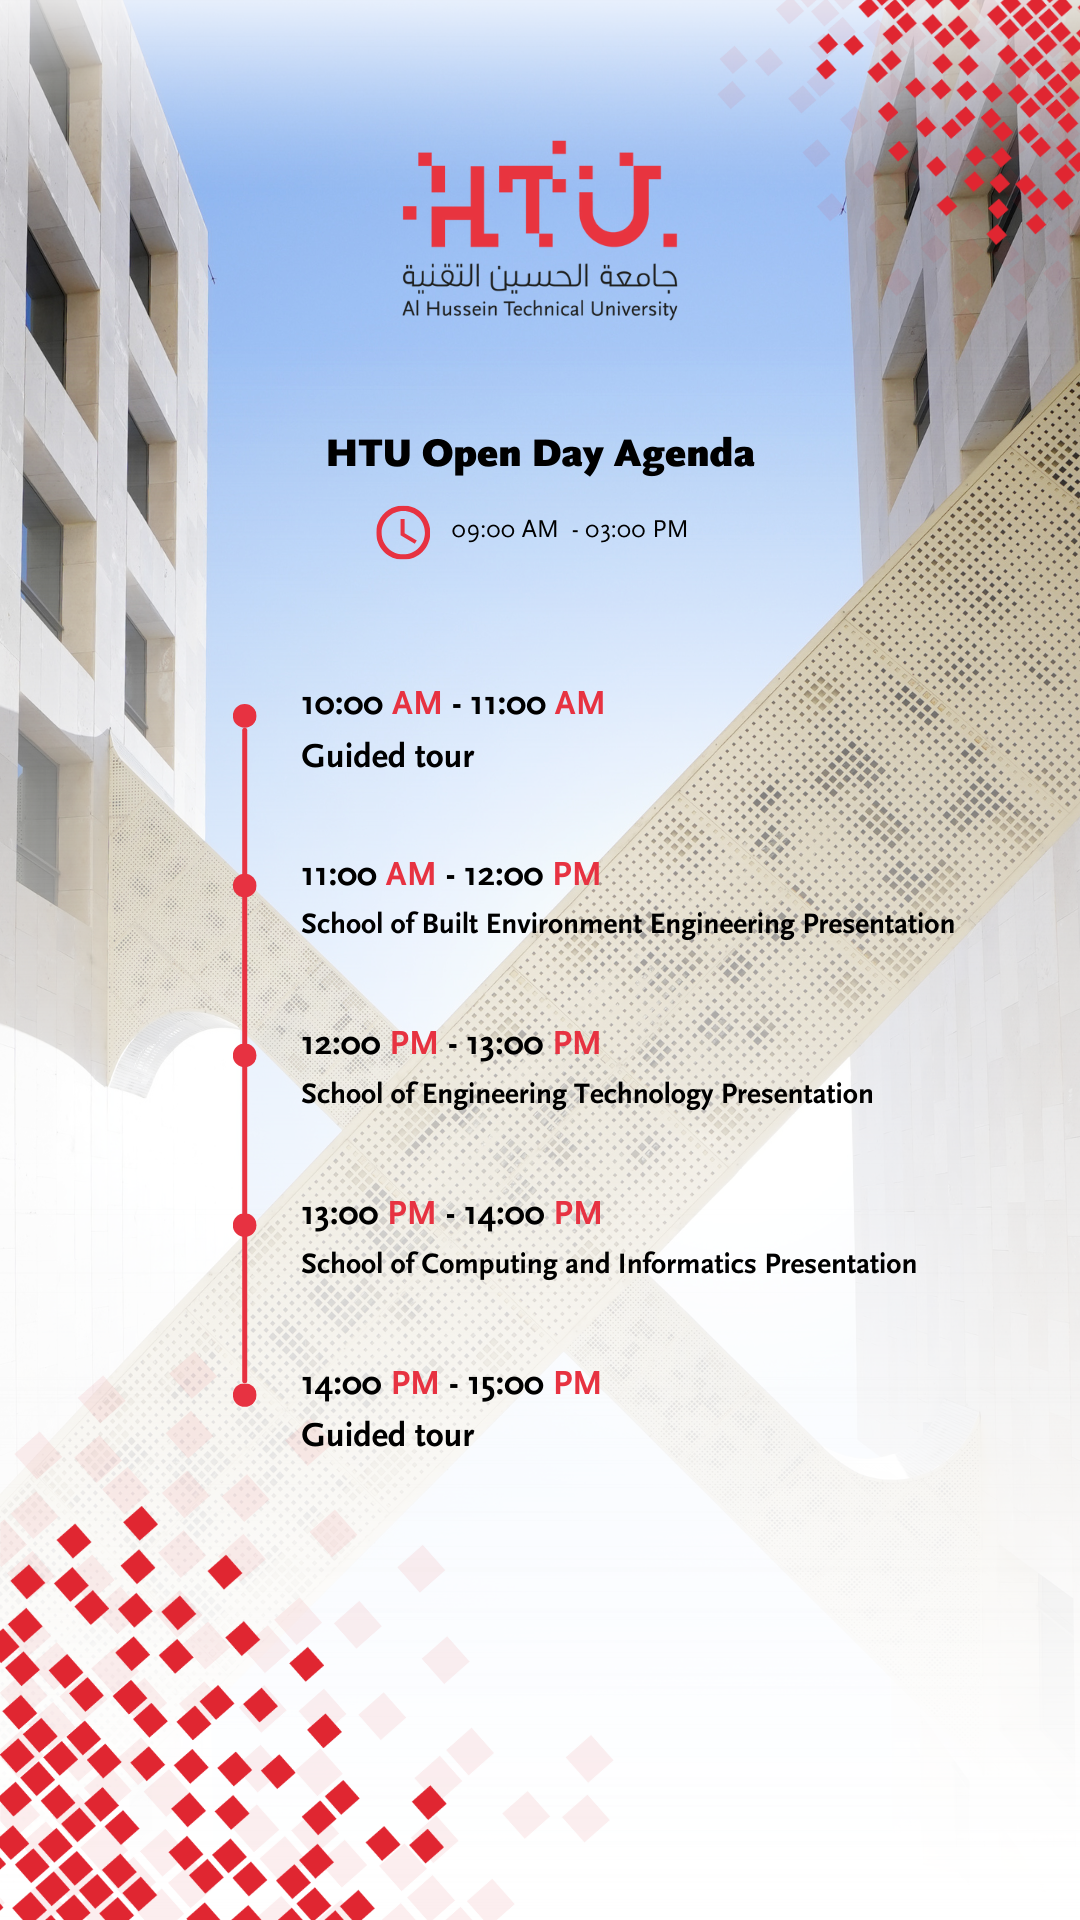 HTU
جامعة الحسين التقنية
Al Hussein Technical University
HTU Open Day Agenda
09:00 AM - 03:00 PM
10:00 AM - 11:00 AM
Guided tour
11:00 AM - 12:00 PM
School of Built Environment Engineering Presentation
12:00 PM - 13:00 PM
School of Engineering Technology Presentation
13:00 PM - 14:00 PM
School of Computing and Informatics Presentation
14:00 PM - 15:00 PM
Guided tour